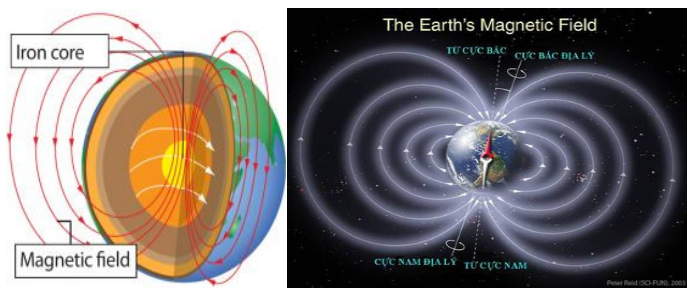 Iron core
Magnetic field
The Earth's Magnetic Field
TỪ CỰC BẮC
CỰC BẮC ĐỊA LÝ
CỰC NAM ĐỊA LÝ
TỪ CỰC NAM
Peter Reid (SCI-FUN), 2005